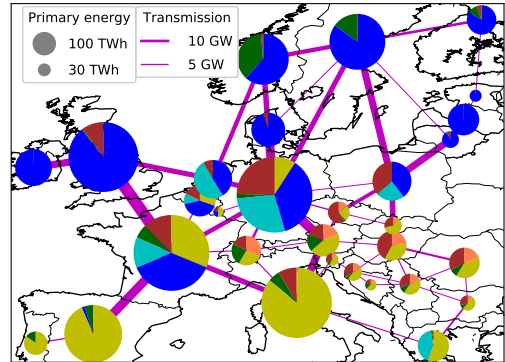 Primary energy
100 TWh
30 TWh
Transmission
10 GW
5 GW